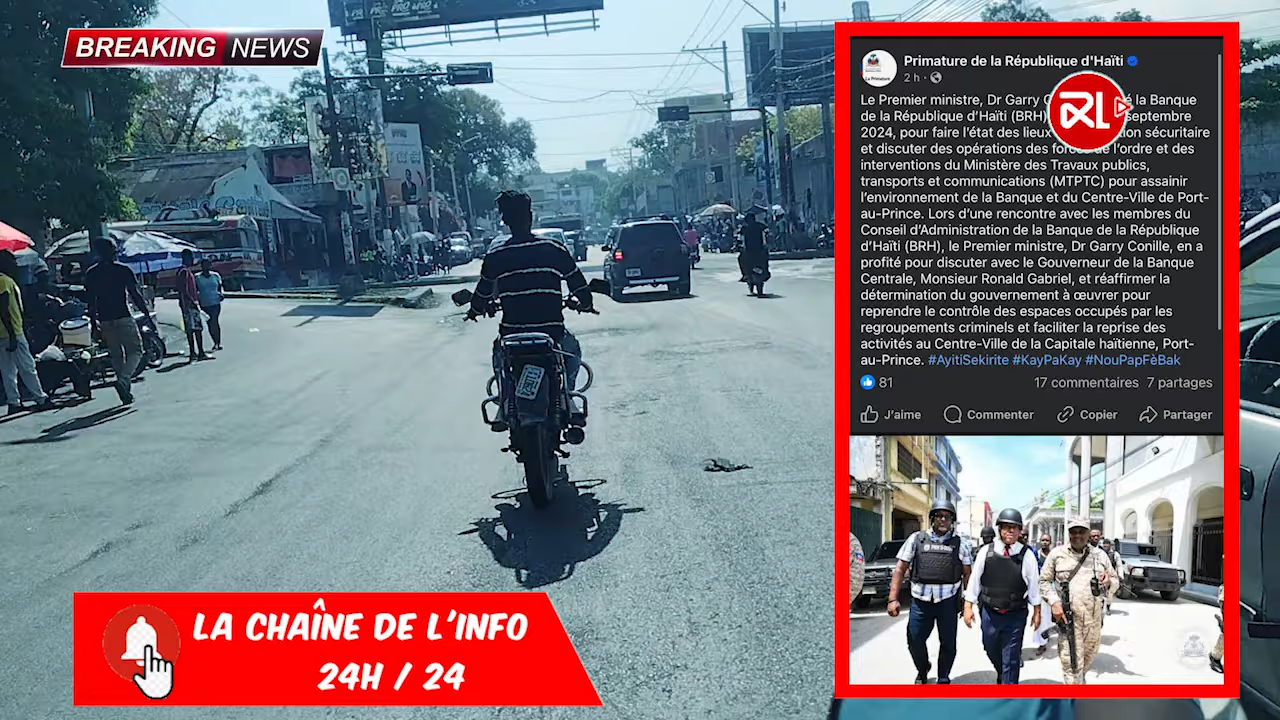 BREAKING NEWS
Primature de la République d'Haïti
2 h
Le Premier ministre, Dr Garry la Banque
de la République d'Haïti (BRH) septembre
2024, pour faire l'état des lieux sécuritaire
et discuter des opérations des forces de l'ordre et des
interventions du Ministère des Travaux publics,
transports et communications (MTPTC) pour assainir
l'environnement de la Banque et du Centre-Ville de Port-
au-Prince. Lors d'une rencontre avec les membres du
Conseil d'Administration de la Banque de la République
d'Haïti (BRH), le Premier ministre, Dr Garry Conille, en a
profité pour discuter avec le Gouverneur de la Banque
Centrale, Monsieur Ronald Gabriel, et réaffirmer la
détermination du gouvernement à œuvrer pour
reprendre le contrôle des espaces occupés par les
regroupements criminels et faciliter la reprise des
activités au Centre-Ville de la Capitale haïtienne, Port-
au-Prince. #AyitiSekirite #KayPaKay #NouPapFèBak
81
17 commentaires 7 partages
J'aime Commenter Copier Partager
RL
LA CHAÎNE DE L'INFO
24H / 24